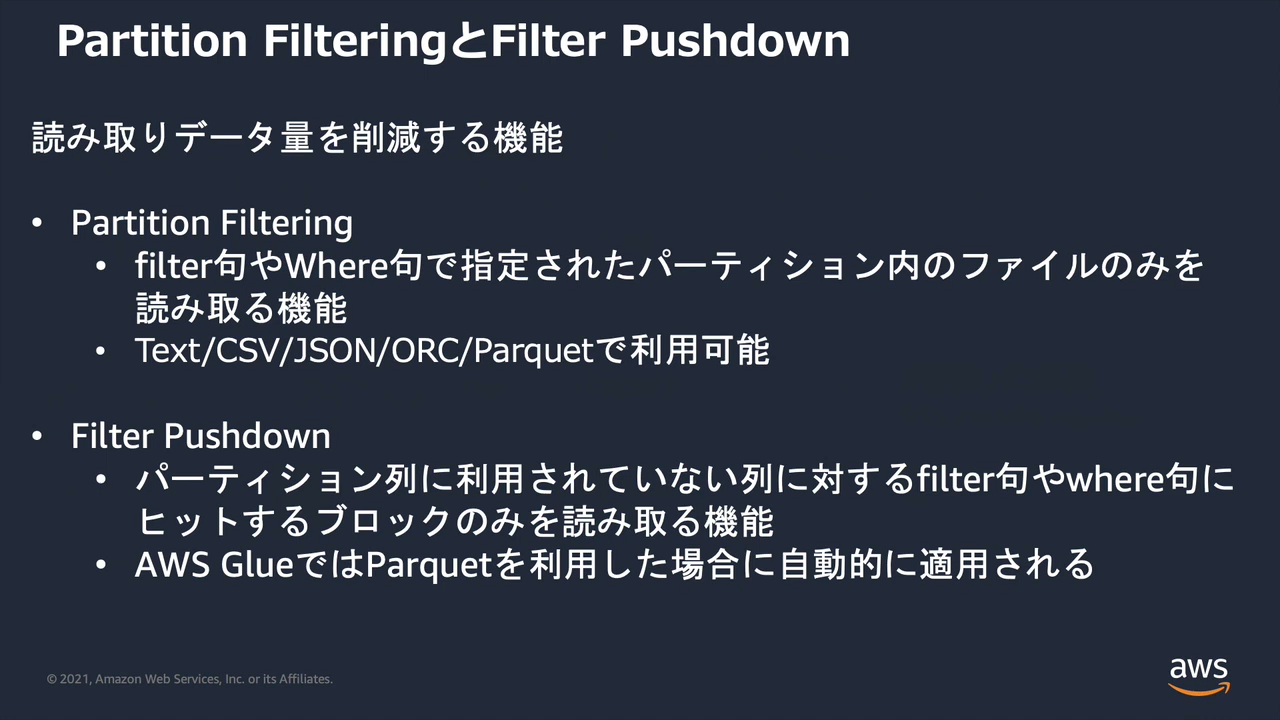 Partition FilteringとFilter Pushdown
読み取りデータ量を削減する機能
• Partition Filtering
• filter句やWhere句で指定されたパーティション内のファイルのみを
読み取る機能
• Text/CSV/JSON/ORC/Parquetで利用可能
• Filter Pushdown
• パーティション列に利用されていない列に対するfilter句やwhere句に
ヒットするブロックのみを読み取る機能
• AWS GlueではParquetを利用した場合に自動的に適用される
© 2021, Amazon Web Services, Inc. or its Affiliates.
aws